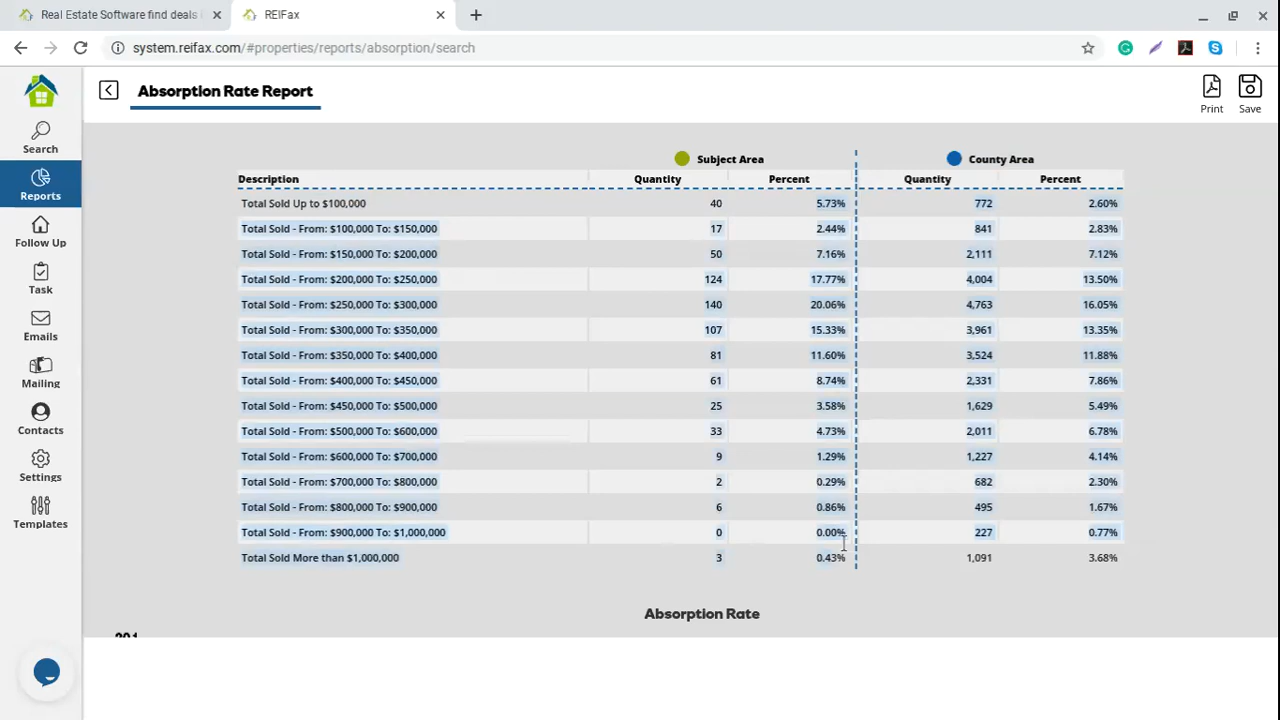 Real Estate Software find deals
REIFax
system.reifax.com/#properties/reports/absorption/search
Absorption Rate Report
Print
Save
Search
Reports
Follow Up
Task
Emails
Mailing
Contacts
Settings
Templates
Subject Area County Area
Description Quantity Percent Quantity Percent
Total Sold Up to $100,000 40 5.73% 772 2.60%
Total Sold - From: $100,000 To: $150,000 17 2.44% 841 2.83%
Total Sold - From: $150,000 To: $200,000 50 7.16% 2,111 7.12%
Total Sold - From: $200,000 To: $250,000 124 17.77% 4,004 13.50%
Total Sold - From: $250,000 To: $300,000 140 20.06% 4,763 16.05%
Total Sold - From: $300,000 To: $350,000 107 15.33% 3,961 13.35%
Total Sold - From: $350,000 To: $400,000 81 11.60% 3,524 11.88%
Total Sold - From: $400,000 To: $450,000 61 8.74% 2,331 7.86%
Total Sold - From: $450,000 To: $500,000 25 3.58% 1,629 5.49%
Total Sold - From: $500,000 To: $600,000 33 4.73% 2,011 6.78%
Total Sold - From: $600,000 To: $700,000 9 1.29% 1,227 4.14%
Total Sold - From: $700,000 To: $800,000 2 0.29% 682 2.30%
Total Sold - From: $800,000 To: $900,000 6 0.86% 495 1.67%
Total Sold - From: $900,000 To: $1,000,000 0 0.00% 227 0.77%
Total Sold More than $1,000,000 3 0.43% 1,091 3.68%
Absorption Rate